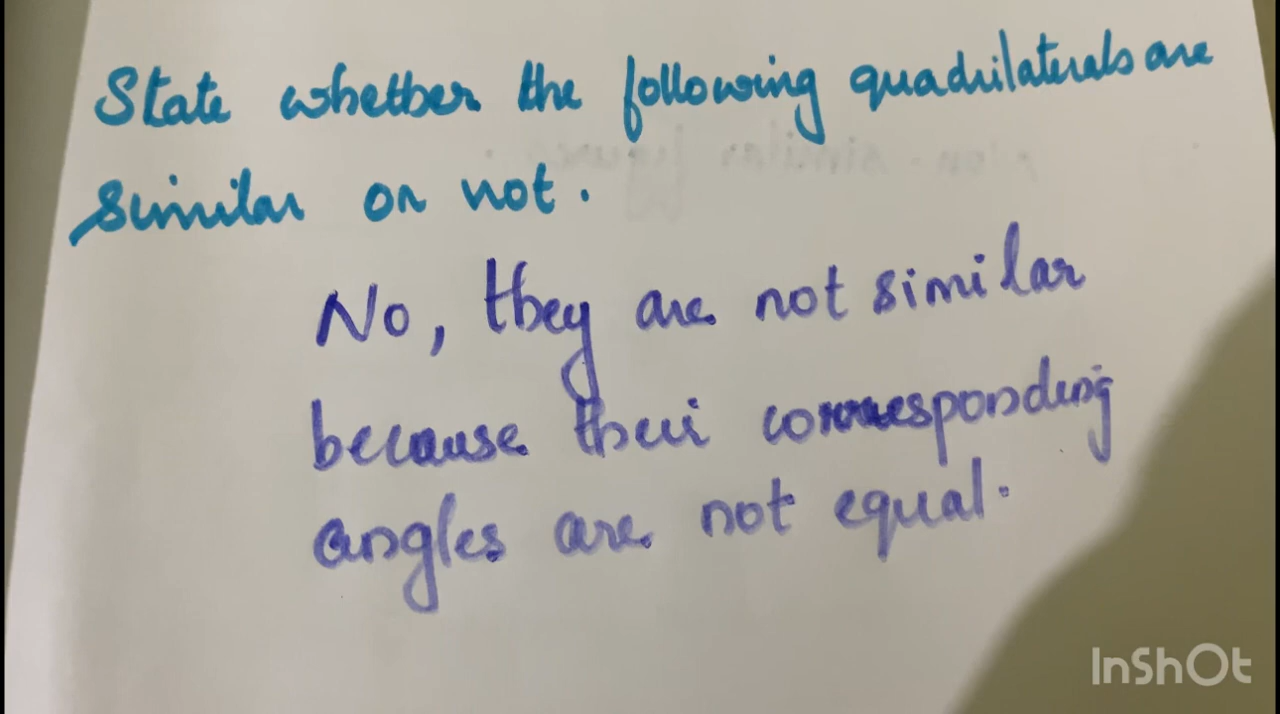 State whether the following quadrilaterals are
similar or not.
No, they are not similar
because their corresponding
angles are not equal.
InShOt